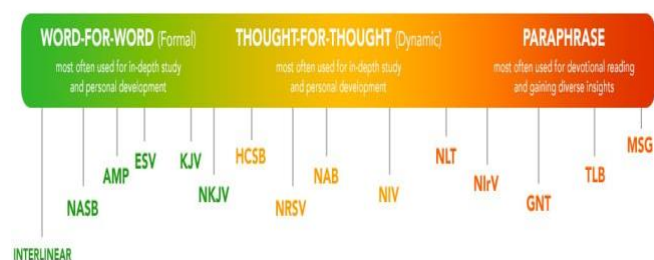 WORD-FOR-WORD (Formal)
most often used for in-depth study
and personal development
THOUGHT-FOR-THOUGHT (Dynamic)
most often used for in-depth study
and personal development
PARAPHRASE
most often used for devotional reading
and gaining diverse insights
INTERLINEAR
NASB
AMP
ESV
KJV
NKJV
HCSB
NRSV
NAB
NIV
NLT
NIrV
GNT
TLB
MSG